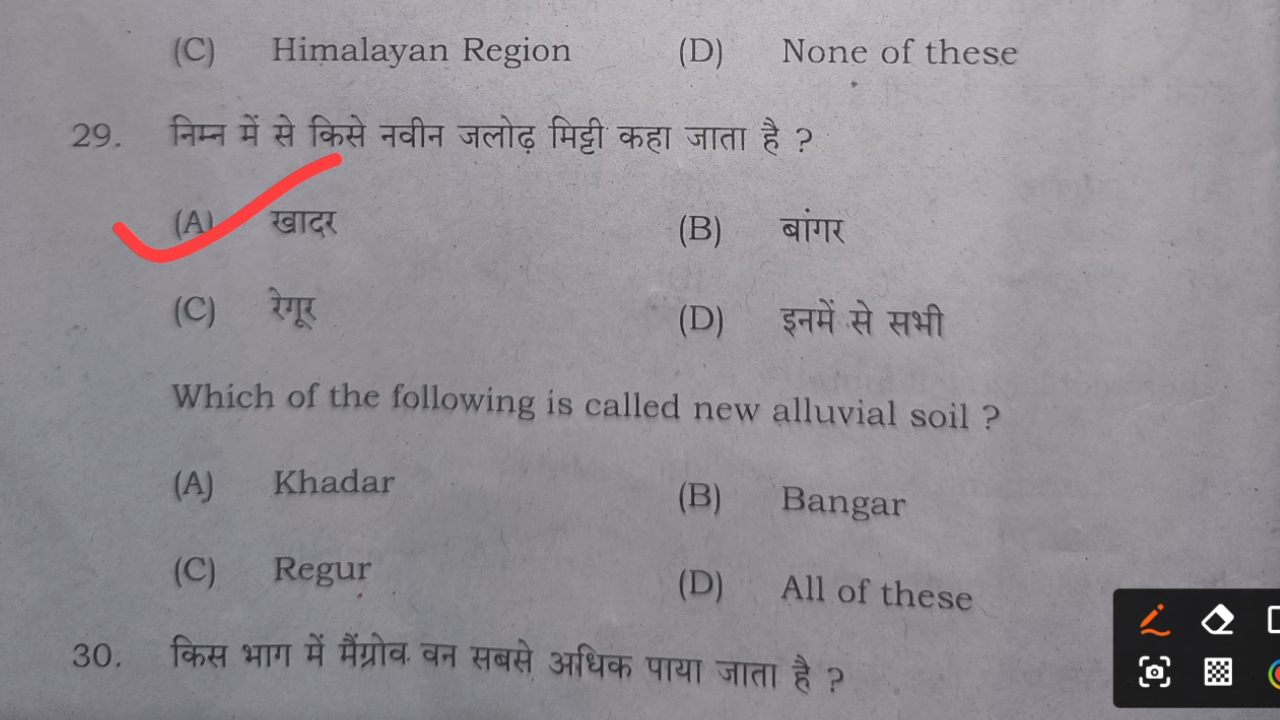 (C) Himalayan Region (D) None of these
29. निम्न में से किसे नवीन जलोढ़ मिट्टी कहा जाता है ?
(A) खादर (B) बांगर
(C) रेगूर (D) इनमें से सभी
Which of the following is called new alluvial soil ?
(A) Khadar (B) Bangar
(C) Regur (D) All of these
30. किस भाग में मैंग्रोव वन सबसे अधिक पाया जाता है ?